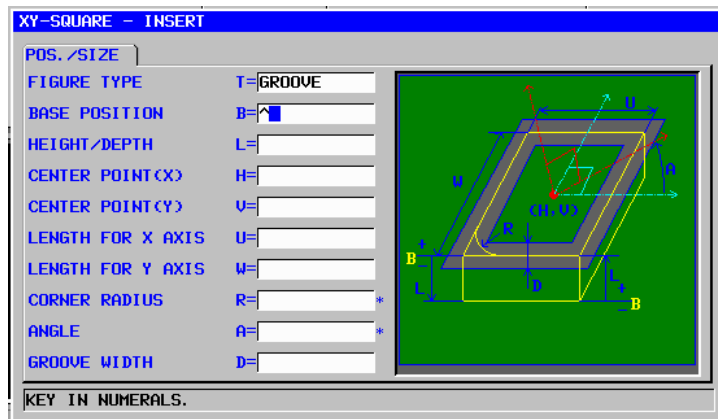 XY-SQUARE - INSERT
POS./SIZE
FIGURE TYPE T=GROOVE
BASE POSITION B=^
HEIGHT/DEPTH L=
CENTER POINT(X) H=
CENTER POINT(Y) V=
LENGTH FOR X AXIS U=
LENGTH FOR Y AXIS W=
CORNER RADIUS R= *
ANGLE A= *
GROOVE WIDTH D=
U
W
A
(H,V)
R
+
B
-
L
D
L
+
B
-
KEY IN NUMERALS.